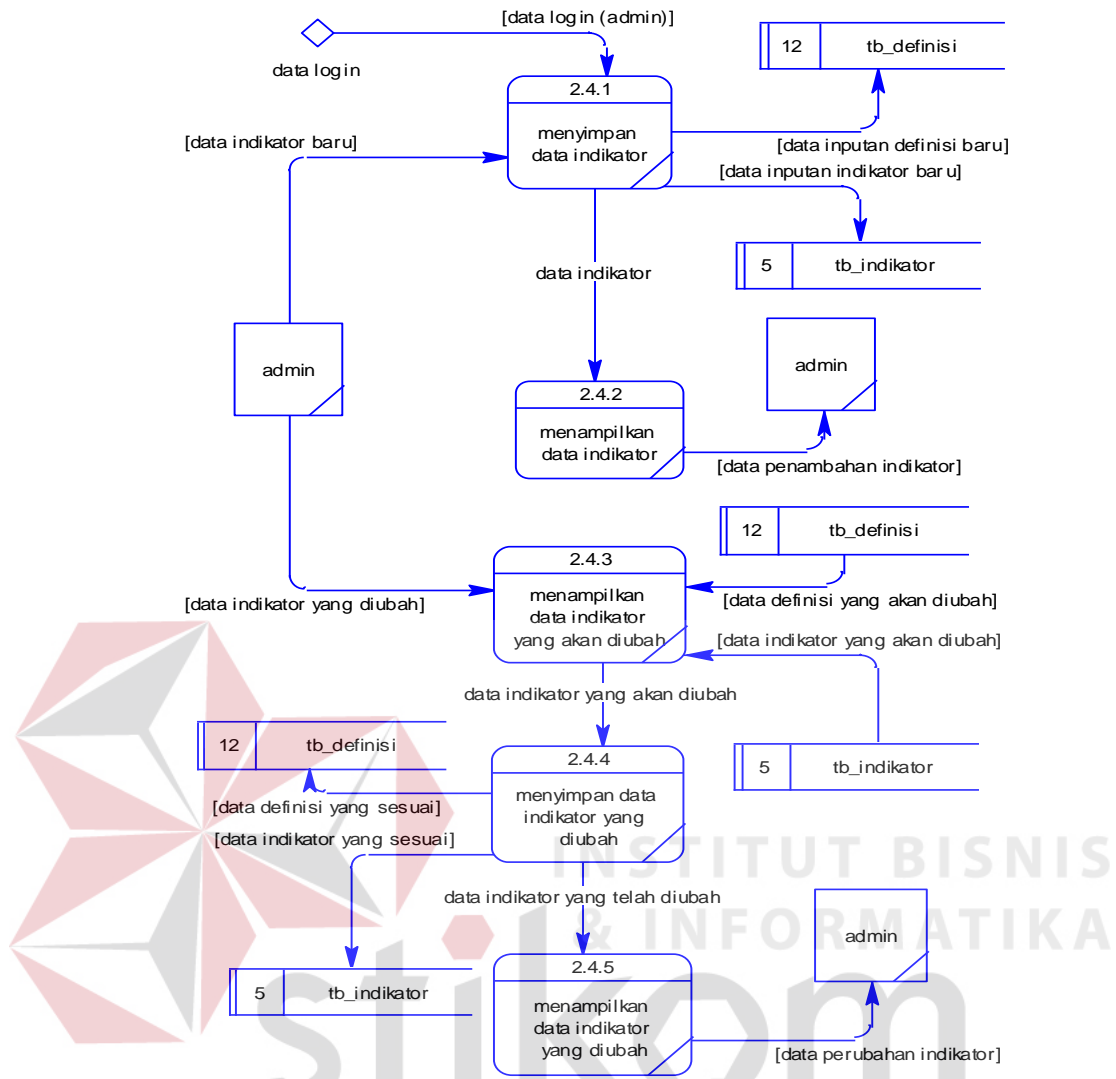 [data login (admin)]
data login
12
tb_definisi
2.4.1
menyimpan
data indikator
[data indikator baru]
[data inputan definisi baru]
[data inputan indikator baru]
5
tb_indikator
data indikator
admin
admin
2.4.2
menampilkan
data indikator
[data penambahan indikator]
12
tb_definisi
2.4.3
menampilkan
data indikator
yang akan diubah
[data indikator yang diubah]
[data definisi yang akan diubah]
[data indikator yang akan diubah]
data indikator yang akan diubah
12
tb_definisi
2.4.4
menyimpan data
indikator yang
diubah
5
tb_indikator
[data definisi yang sesuai]
[data indikator yang sesuai]
INSTITUT BISNIS
& INFORMATIKA
data indikator yang telah diubah
admin
5
tb_indikator
2.4.5
menampilkan
data indikator
yang diubah
[data perubahan indikator]
stikom